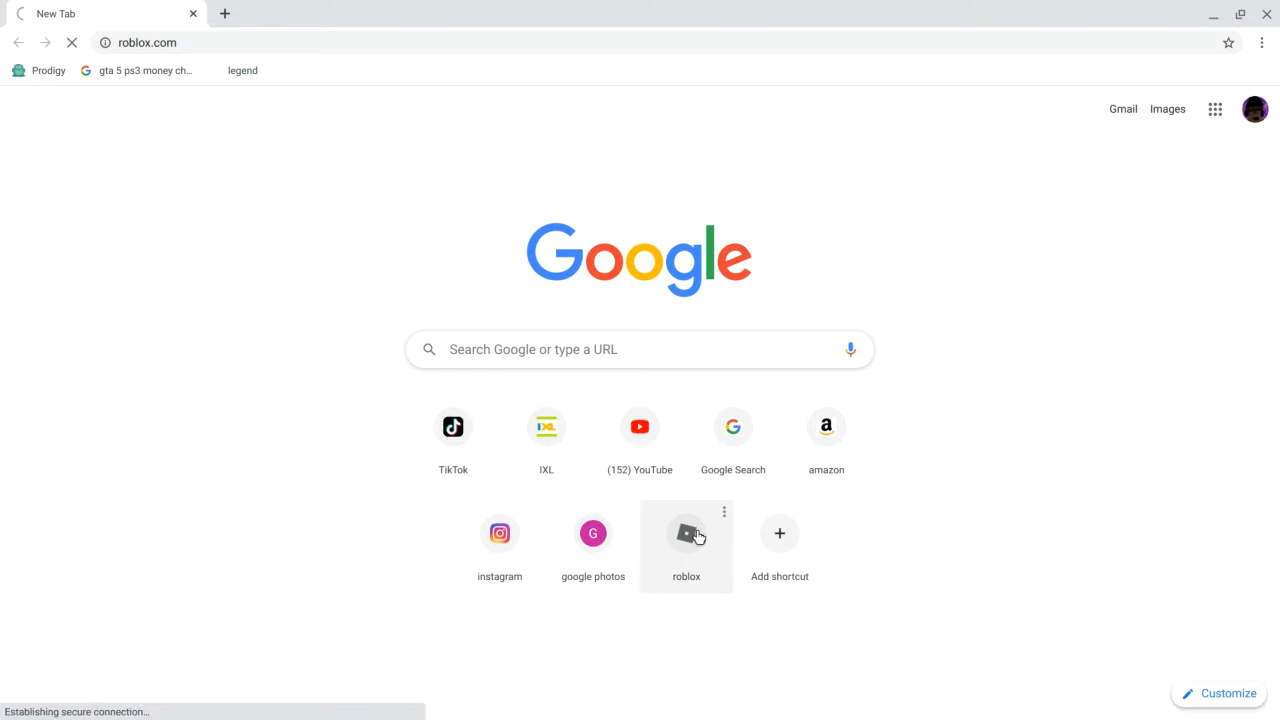 New Tab
roblox.com
Prodigy
gta 5 ps3 money ch...
legend
Gmail
Images
Google
Search Google or type a URL
TikTok
IXL
(152) YouTube
Google Search
amazon
G
instagram
google photos
roblox
Add shortcut
Customize
Establishing secure connection...